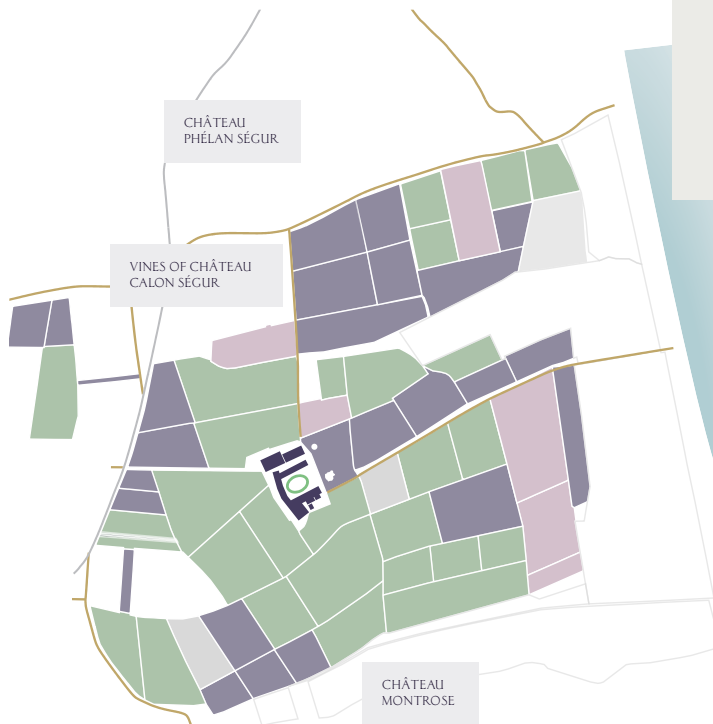 CHÂTEAU
PHÉLAN SÉGUR
VINES OF CHÂTEAU
CALON SÉGUR
CHÂTEAU
MONTROSE